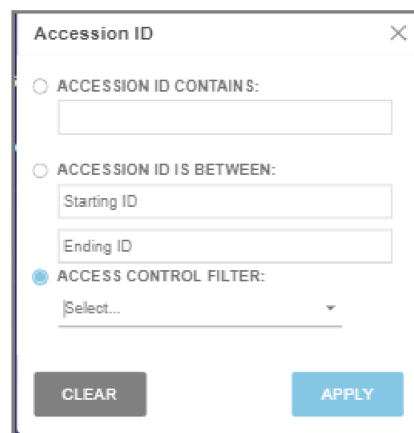 Accession ID
ACCESSION ID CONTAINS:
ACCESSION ID IS BETWEEN:
Starting ID
Ending ID
ACCESS CONTROL FILTER:
Select...
CLEAR
APPLY